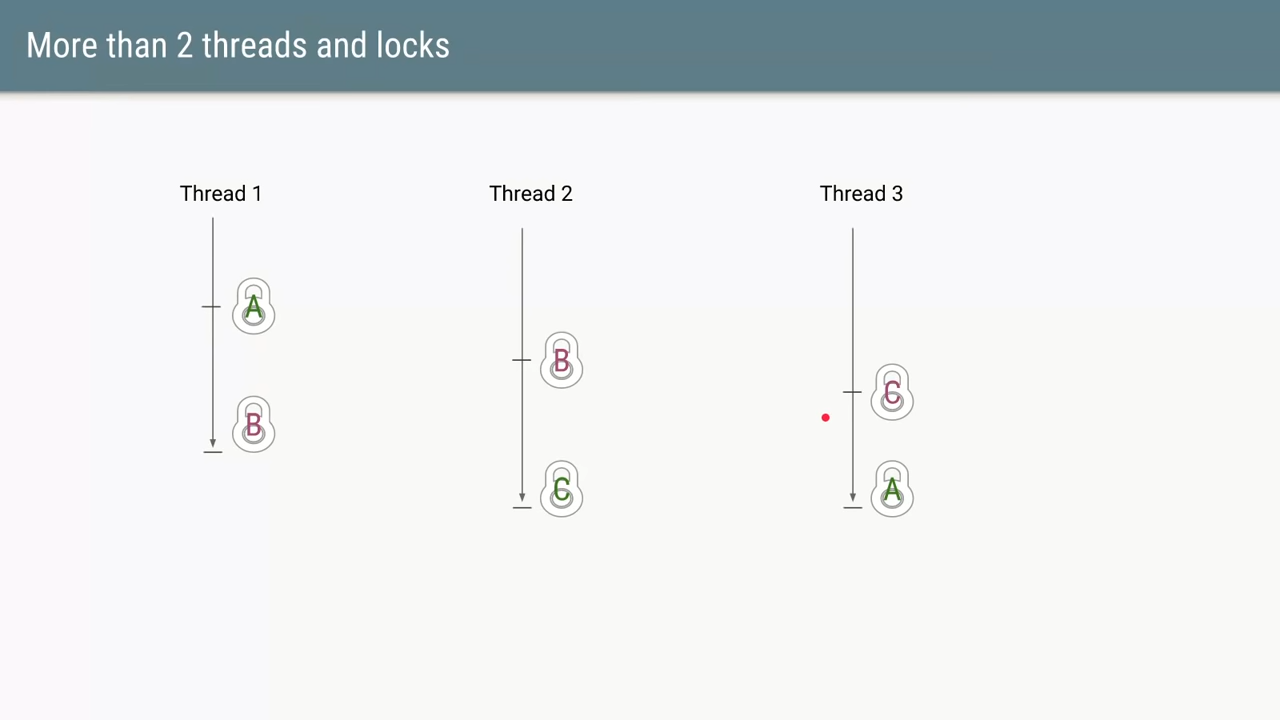 More than 2 threads and locks
Thread 1
Thread 2
Thread 3
A
B
B
C
C
A